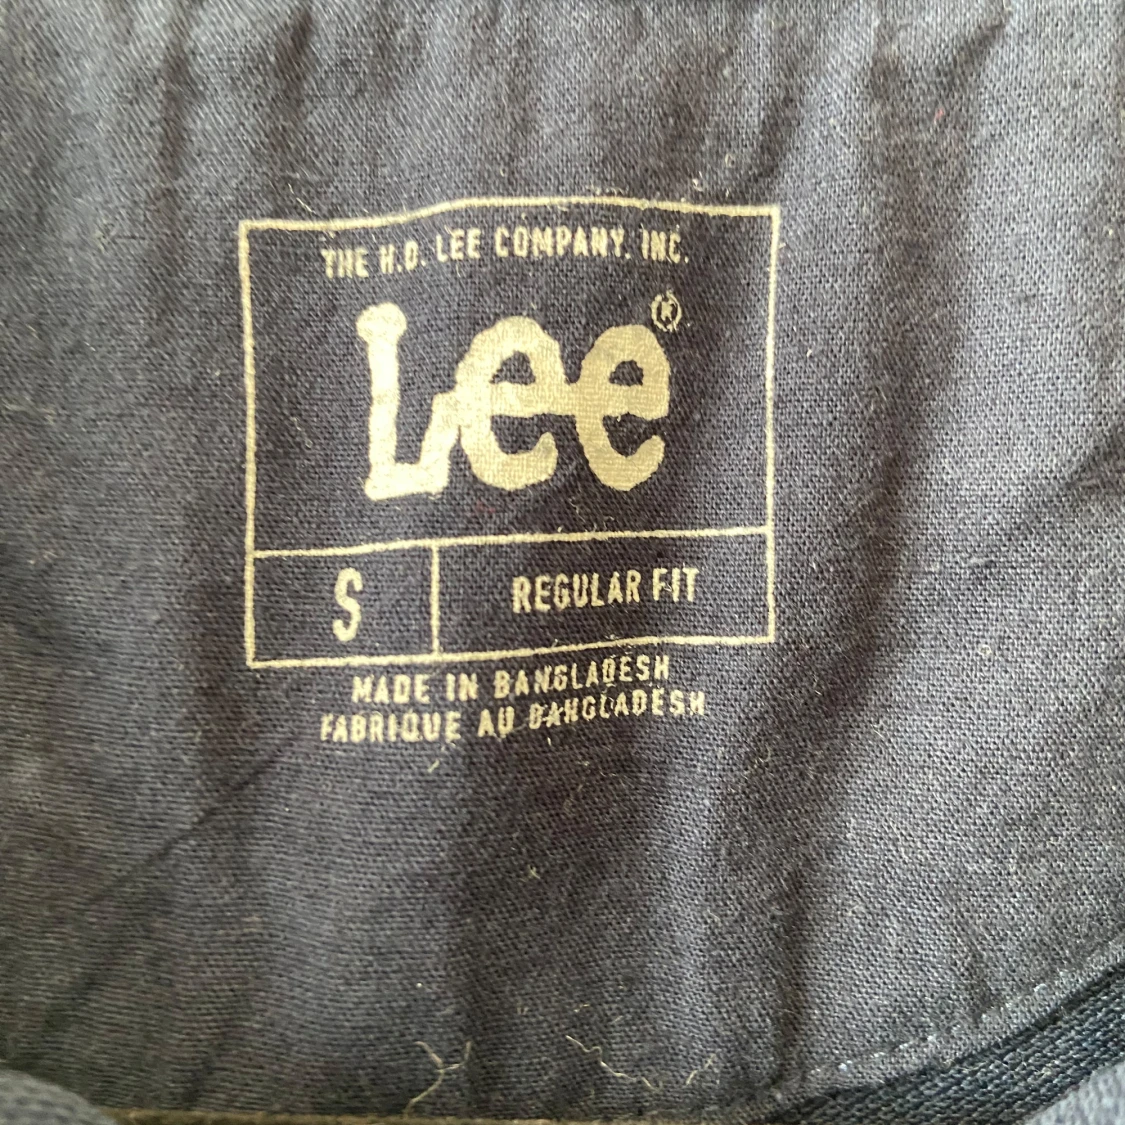 THE H.D. LEE COMPANY, INC.
Lee®
S REGULAR FIT
MADE IN BANGLADESH
FABRIQUE AU BANGLADESH